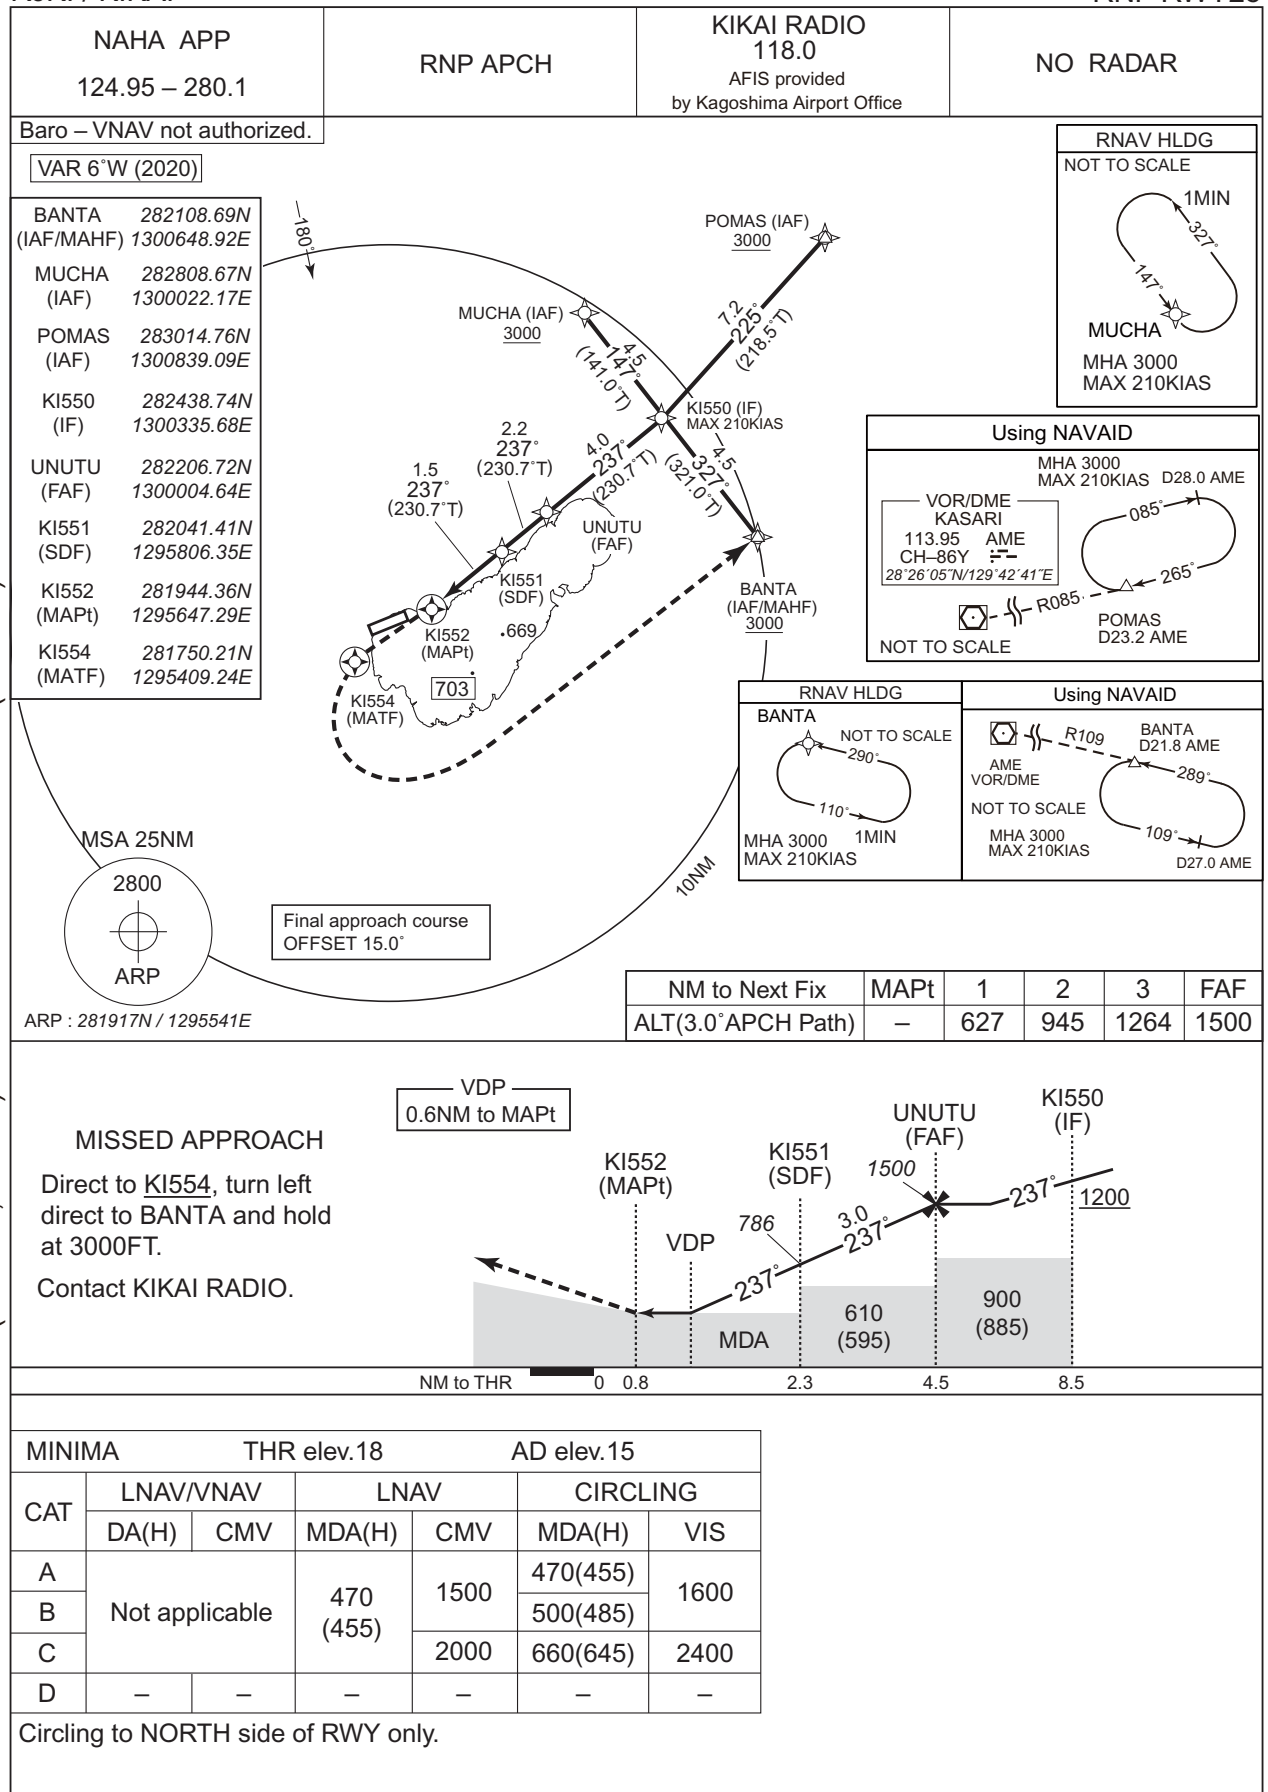 NAHA APP
124.95 – 280.1
RNP APCH
KIKAI RADIO
118.0
AFIS provided
by Kagoshima Airport Office
NO RADAR
Baro – VNAV not authorized.
VAR 6°W (2020)
BANTA 282108.69N
(IAF/MAHF) 1300648.92E
MUCHA 282808.67N
(IAF) 1300022.17E
POMAS 283014.76N
(IAF) 1300839.09E
KI550 282438.74N
(IF) 1300335.68E
UNUTU 282206.72N
(FAF) 1300004.64E
KI551 282041.41N
(SDF) 1295806.35E
KI552 281944.36N
(MAPt) 1295647.29E
KI554 281750.21N
(MATF) 1295409.24E
180°
POMAS (IAF)
3000
MUCHA (IAF)
3000
7.2
225°
(218.5°T)
4.5
147°
(141.0°T)
KI550 (IF)
MAX 210KIAS
4.0
237°
(230.7°T)
4.5
327°
(321.0°T)
2.2
237°
(230.7°T)
1.5
237°
(230.7°T)
UNUTU
(FAF)
KI551
(SDF)
KI552
(MAPt)
.669
703
KI554
(MATF)
BANTA
(IAF/MAHF)
3000
10NM
RNAV HLDG
NOT TO SCALE
1MIN
327°
147°
MUCHA
MHA 3000
MAX 210KIAS
Using NAVAID
MHA 3000
MAX 210KIAS D28.0 AME
VOR/DME
KASARI
113.95 AME
CH–86Y
28°26´05˝N/129°42´41˝E
085°
265°
R085
POMAS
D23.2 AME
NOT TO SCALE
RNAV HLDG
BANTA
NOT TO SCALE
290°
110°
1MIN
MHA 3000
MAX 210KIAS
Using NAVAID
R109
BANTA
D21.8 AME
AME
VOR/DME
289°
NOT TO SCALE
109°
MHA 3000
MAX 210KIAS
D27.0 AME
MSA 25NM
2800
ARP
ARP : 281917N / 1295541E
Final approach course
OFFSET 15.0°
NM to Next Fix MAPt 1 2 3 FAF
ALT(3.0°APCH Path) – 627 945 1264 1500
VDP
0.6NM to MAPt
MISSED APPROACH
Direct to KI554, turn left
direct to BANTA and hold
at 3000FT.
Contact KIKAI RADIO.
KI552
(MAPt)
VDP
KI551
(SDF)
786
UNUTU
(FAF)
1500
KI550
(IF)
1200
237°
3.0
237°
237°
MDA
610
(595)
900
(885)
NM to THR 0 0.8 2.3 4.5 8.5
MINIMA THR elev.18 AD elev.15
CAT LNAV/VNAV LNAV CIRCLING
DA(H) CMV MDA(H) CMV MDA(H) VIS
A Not applicable 470 (455) 1500 470(455) 1600
B 500(485)
C 2000 660(645) 2400
D – – – – – –
Circling to NORTH side of RWY only.